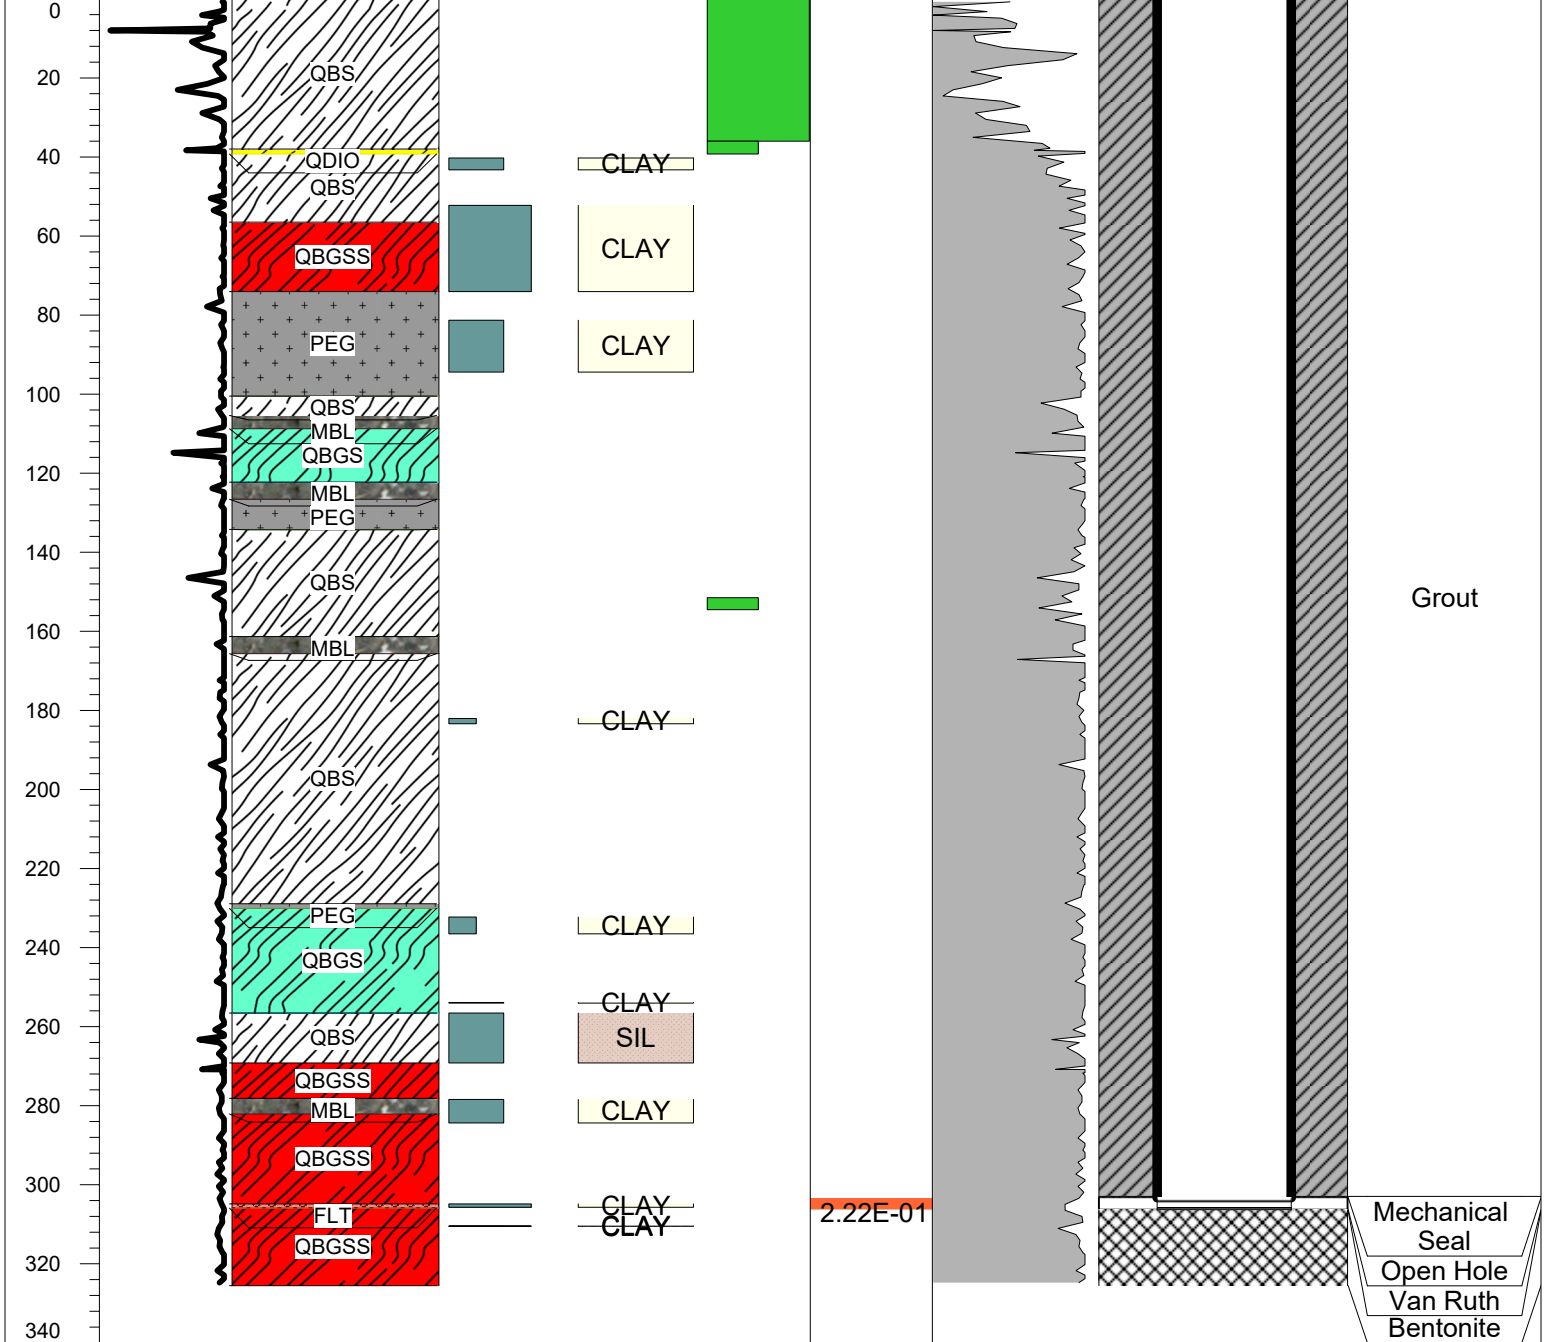 0
20
40
60
80
100
120
140
160
180
200
220
240
260
280
300
320
340
QBS
QDIO
QBS
QBGSS
PEG
QBS
MBL
QBGS
MBL
PEG
QBS
MBL
QBS
PEG
QBGS
QBS
QBGSS
MBL
QBGSS
FLT
QBGSS
CLAY
CLAY
CLAY
CLAY
CLAY
CLAY
SIL
CLAY
CLAY
CLAY
2.22E-01
Grout
Mechanical
Seal
Open Hole
Van Ruth
Bentonite